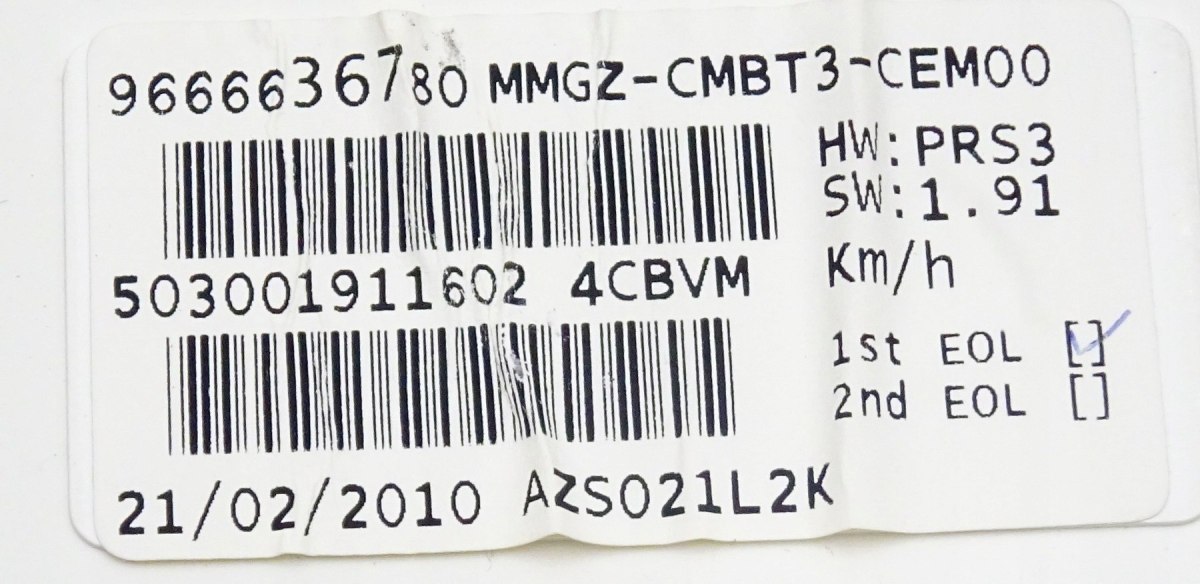 9666636780 MMGZ-CMBT3-CEM00
HW:PRS3
SW:1.91
503001911602 4CBVM
Km/h
1st EOL []
2nd EOL []
21/02/2010 AZS021L2K